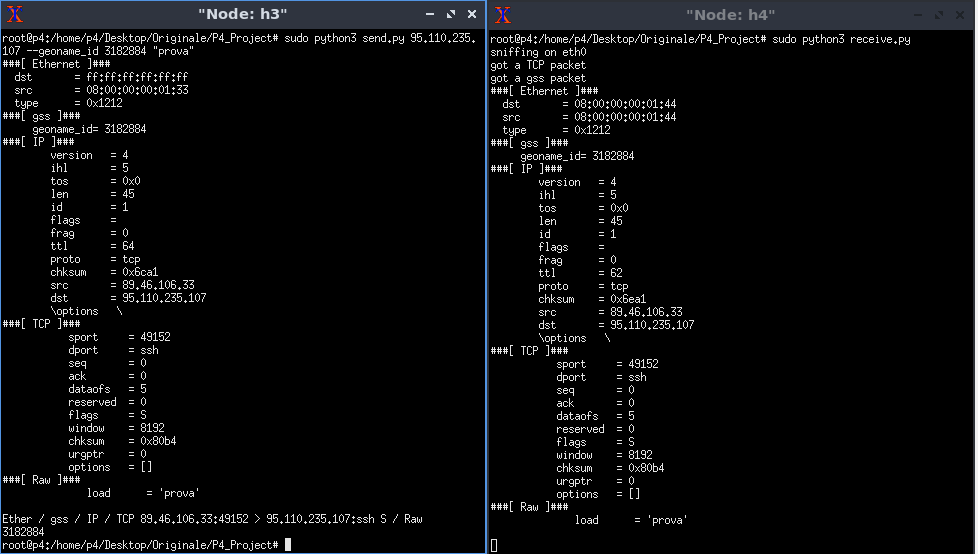 "Node: h3"
root@p4:/home/p4/Desktop/Originale/P4_Project# sudo python3 send.py 95.110.235.
107 --geoname_id 3182884 "prova"
###[ Ethernet ]###
  dst       = ff:ff:ff:ff:ff:ff
  src       = 08:00:00:00:01:33
  type      = 0x1212
###[ gss ]###
     geoname_id= 3182884
###[ IP ]###
        version   = 4
        ihl       = 5
        tos       = 0x0
        len       = 45
        id        = 1
        flags     =
        frag      = 0
        ttl       = 64
        proto     = tcp
        chksum    = 0x6ca1
        src       = 89.46.106.33
        dst       = 95.110.235.107
        \options   \
###[ TCP ]###
           sport     = 49152
           dport     = ssh
           seq       = 0
           ack       = 0
           dataofs   = 5
           reserved  = 0
           flags     = S
           window    = 8192
           chksum    = 0x80b4
           urgptr    = 0
           options   = []
###[ Raw ]###
              load      = 'prova'
Ether / gss / IP / TCP 89.46.106.33:49152 > 95.110.235.107:ssh S / Raw
3182884
root@p4:/home/p4/Desktop/Originale/P4_Project#
"Node: h4"
root@p4:/home/p4/Desktop/Originale/P4_Project# sudo python3 receive.py
sniffing on eth0
got a TCP packet
got a gss packet
###[ Ethernet ]###
  dst       = 08:00:00:00:01:44
  src       = 08:00:00:00:01:44
  type      = 0x1212
###[ gss ]###
     geoname_id= 3182884
###[ IP ]###
        version   = 4
        ihl       = 5
        tos       = 0x0
        len       = 45
        id        = 1
        flags     =
        frag      = 0
        ttl       = 62
        proto     = tcp
        chksum    = 0x6ea1
        src       = 89.46.106.33
        dst       = 95.110.235.107
        \options   \
###[ TCP ]###
           sport     = 49152
           dport     = ssh
           seq       = 0
           ack       = 0
           dataofs   = 5
           reserved  = 0
           flags     = S
           window    = 8192
           chksum    = 0x80b4
           urgptr    = 0
           options   = []
###[ Raw ]###
              load      = 'prova'